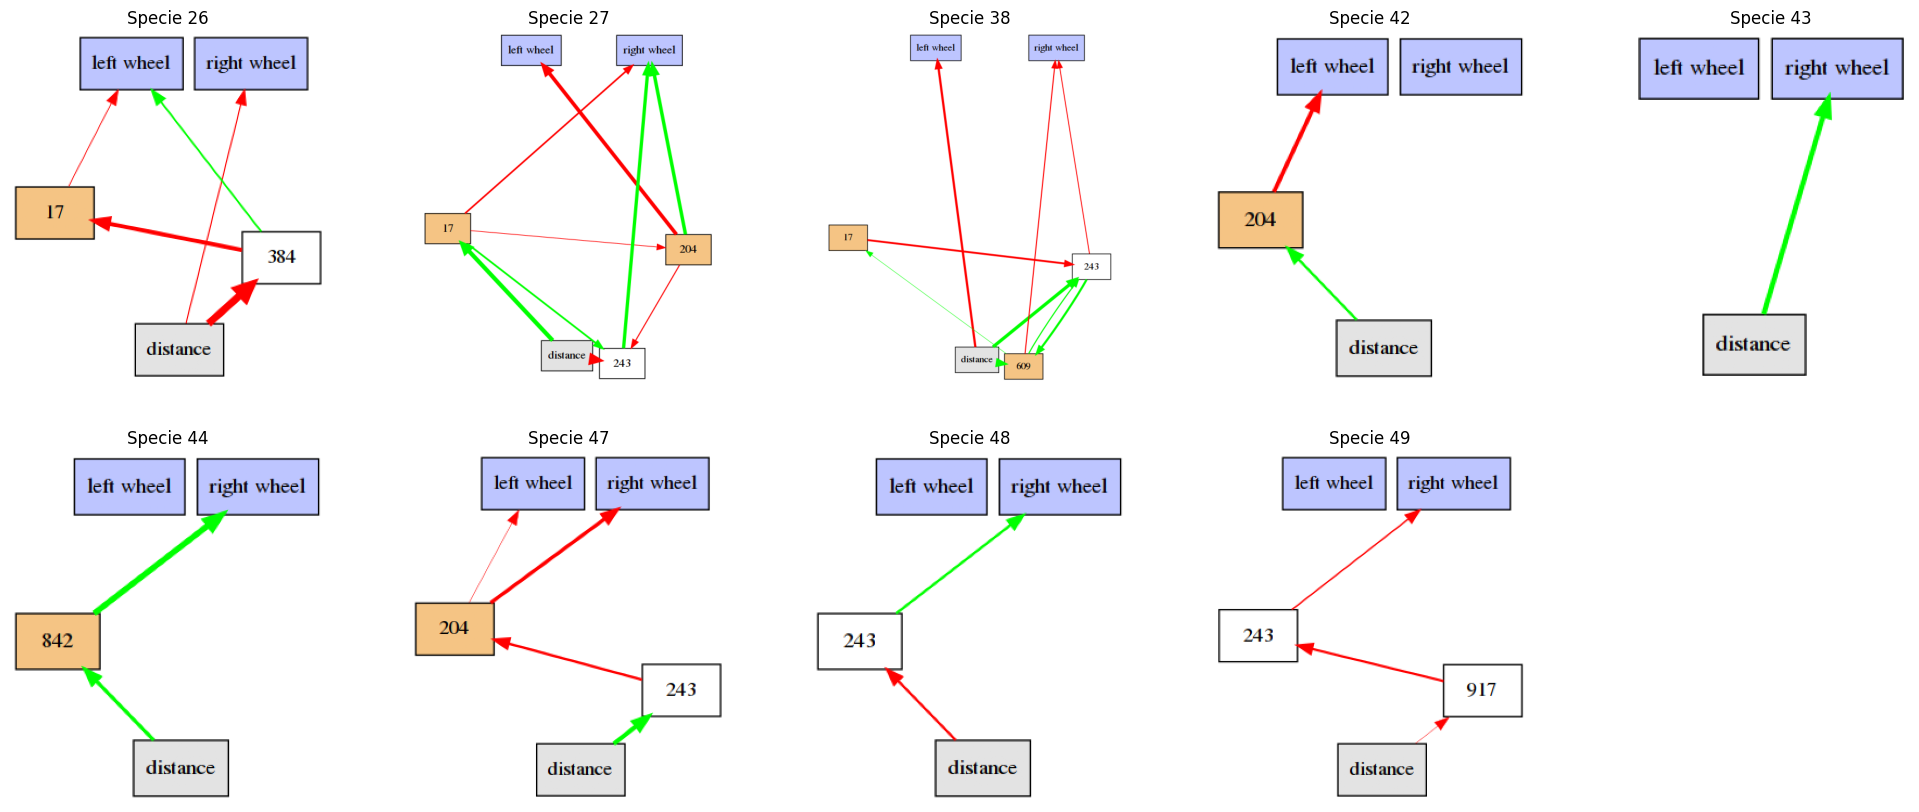 Specie 26
left wheel
right wheel
17
384
distance
Specie 27
left wheel
right wheel
17
204
distance
243
Specie 38
left wheel
right wheel
17
243
distance
609
Specie 42
left wheel
right wheel
204
distance
Specie 43
left wheel
right wheel
distance
Specie 44
left wheel
right wheel
842
distance
Specie 47
left wheel
right wheel
204
243
distance
Specie 48
left wheel
right wheel
243
distance
Specie 49
left wheel
right wheel
243
917
distance